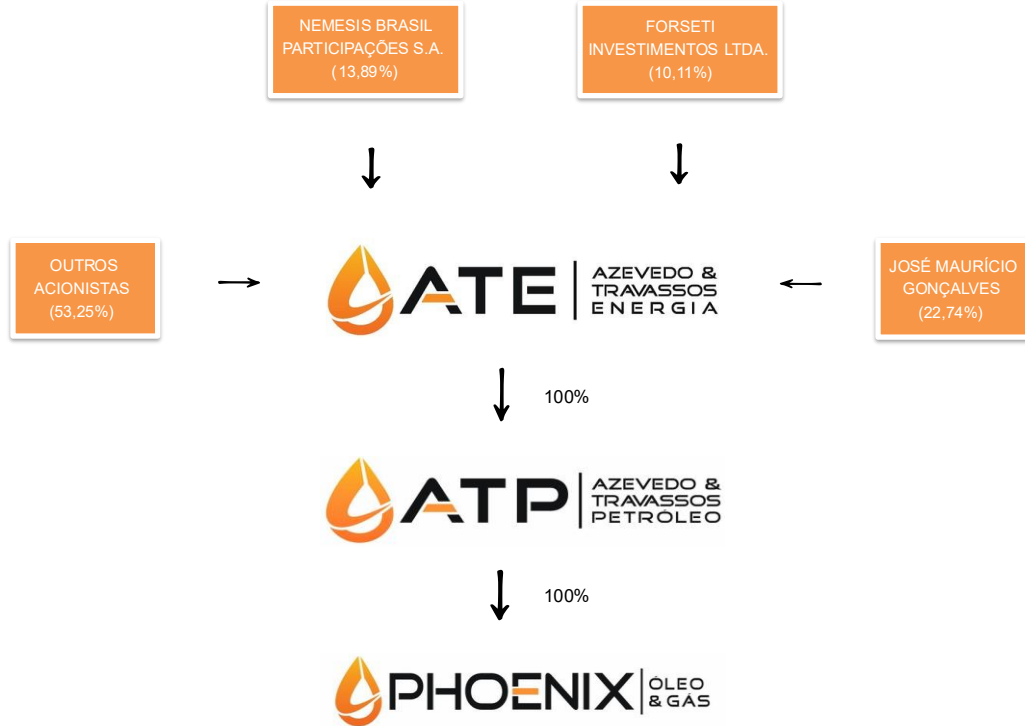 NEMESIS BRASIL
PARTICIPAÇÕES S.A.
(13,89%)
FORSETI
INVESTIMENTOS LTDA.
(10,11%)
OUTROS
ACIONISTAS
(53,25%)
ATE
AZEVEDO &
TRAVASSOS
ENERGIA
JOSÉ MAURÍCIO
GONÇALVES
(22,74%)
100%
ATP
AZEVEDO &
TRAVASSOS
PETRÓLEO
100%
PHOENIX
ÓLEO
& GÁS